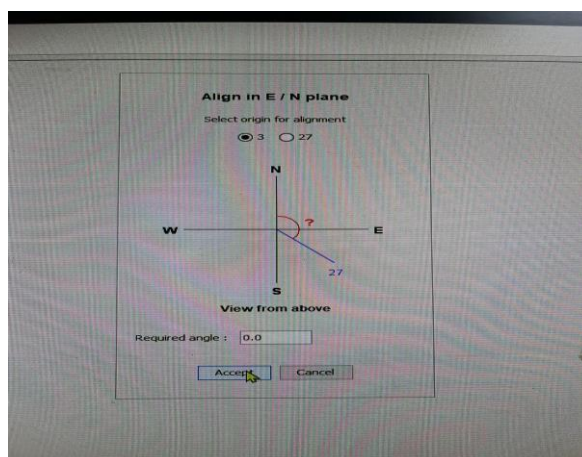 Align in E / N plane
Select origin for alignment
3 27
N
?
W E
27
S
View from above
Required angle : 0.0
Accept Cancel